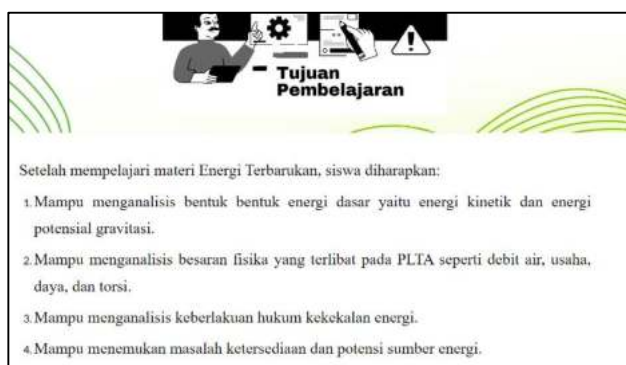 Tujuan
Pembelajaran
Setelah mempelajari materi Energi Terbarukan, siswa diharapkan:
1. Mampu menganalisis bentuk bentuk energi dasar yaitu energi kinetik dan energi
potensial gravitasi.
2. Mampu menganalisis besaran fisika yang terlibat pada PLTA seperti debit air, usaha,
daya, dan torsi.
3. Mampu menganalisis keberlakuan hukum kekekalan energi.
4. Mampu menemukan masalah ketersediaan dan potensi sumber energi.